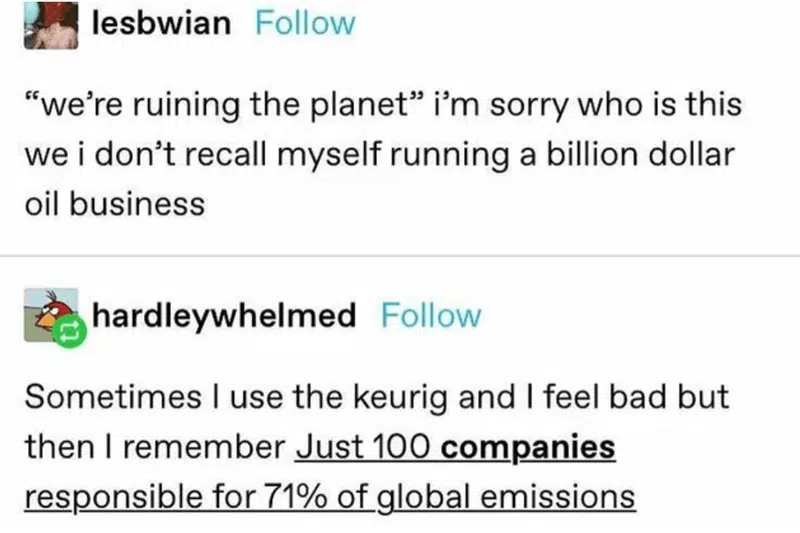 lesbwian Follow
“we’re ruining the planet” i’m sorry who is this
we i don’t recall myself running a billion dollar
oil business
hardleywhelmed Follow
Sometimes I use the keurig and I feel bad but
then I remember Just 100 companies
responsible for 71% of global emissions